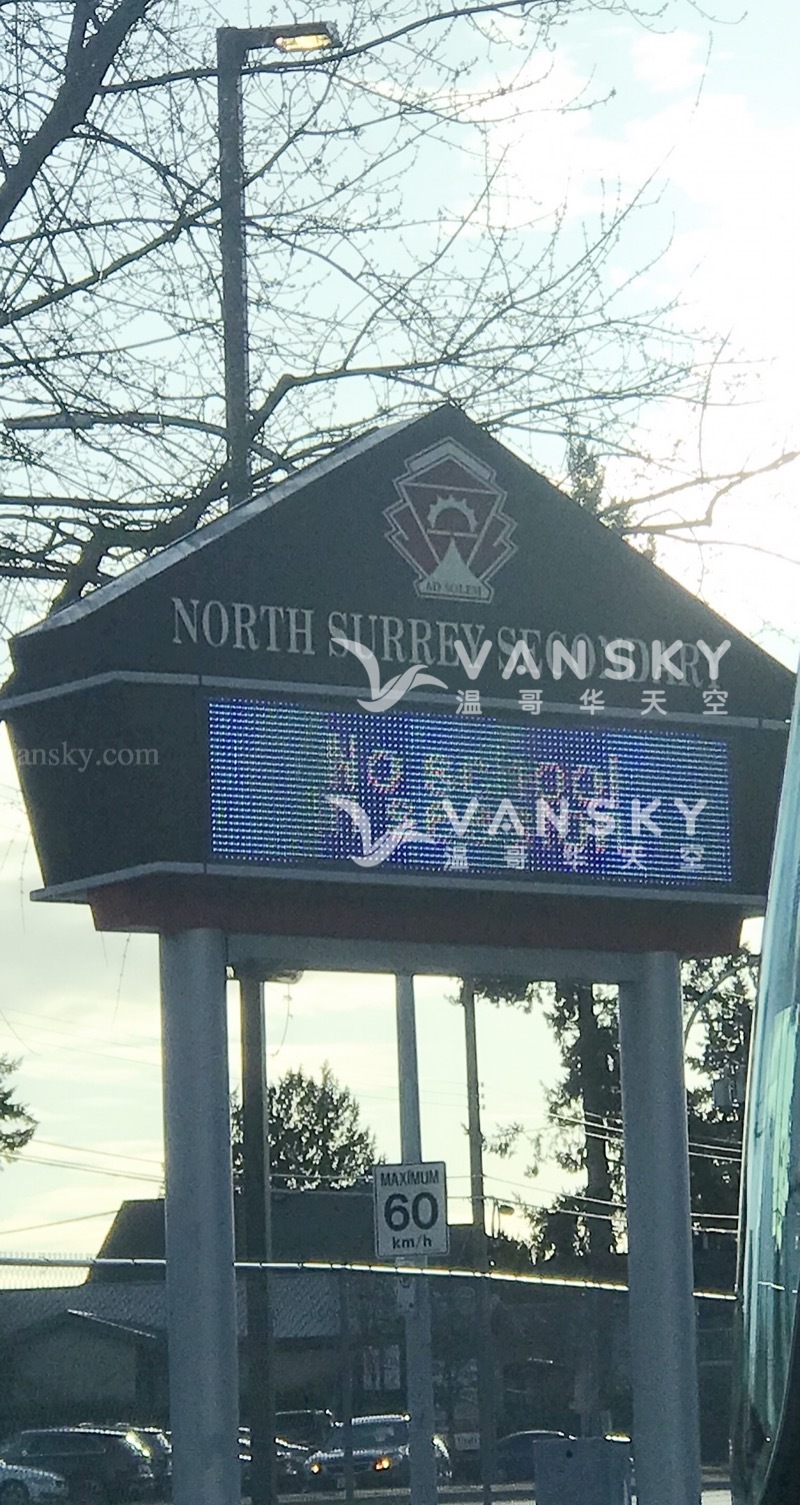 AD SOLEM
NORTH SURREY SECONDARY
VANSKY
温哥华天空
vansky.com
No school
VANSKY
温哥华天空
MAXIMUM
60
km/h